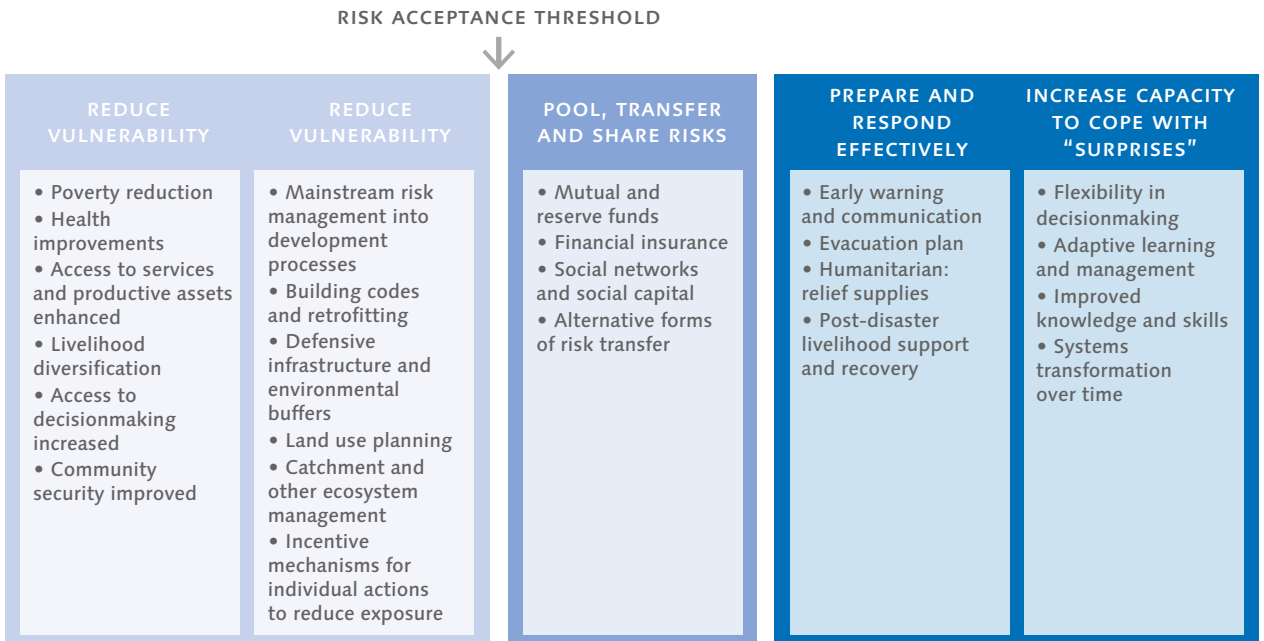 RISK ACCEPTANCE THRESHOLD
REDUCE
VULNERABILITY
• Poverty reduction
• Health
improvements
• Access to services
and productive assets
enhanced
• Livelihood
diversification
• Access to
decisionmaking
increased
• Community
security improved
REDUCE
VULNERABILITY
• Mainstream risk
management into
development
processes
• Building codes
and retrofitting
• Defensive
infrastructure and
environmental
buffers
• Land use planning
• Catchment and
other ecosystem
management
• Incentive
mechanisms for
individual actions
to reduce exposure
POOL, TRANSFER
AND SHARE RISKS
• Mutual and
reserve funds
• Financial insurance
• Social networks
and social capital
• Alternative forms
of risk transfer
PREPARE AND
RESPOND
EFFECTIVELY
• Early warning
and communication
• Evacuation plan
• Humanitarian:
relief supplies
• Post-disaster
livelihood support
and recovery
INCREASE CAPACITY
TO COPE WITH
“SURPRISES”
• Flexibility in
decisionmaking
• Adaptive learning
and management
• Improved
knowledge and skills
• Systems
transformation
over time